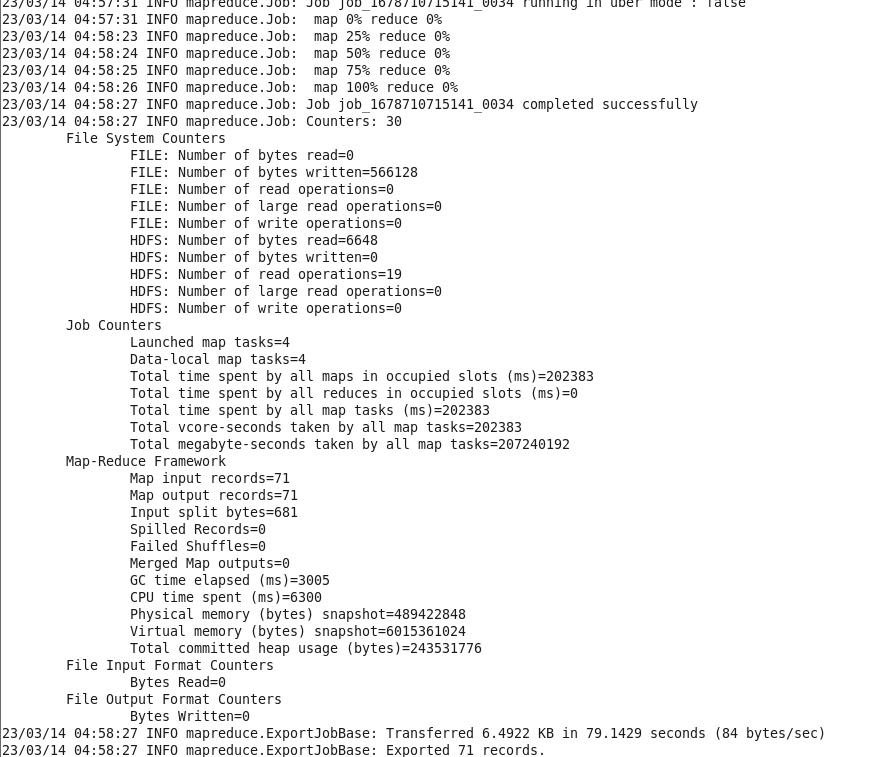 23/03/14 04:57:31 INFO mapreduce.Job: Job job_1678710715141_0034 running in uber mode : false
23/03/14 04:57:31 INFO mapreduce.Job:  map 0% reduce 0%
23/03/14 04:58:23 INFO mapreduce.Job:  map 25% reduce 0%
23/03/14 04:58:24 INFO mapreduce.Job:  map 50% reduce 0%
23/03/14 04:58:25 INFO mapreduce.Job:  map 75% reduce 0%
23/03/14 04:58:26 INFO mapreduce.Job:  map 100% reduce 0%
23/03/14 04:58:27 INFO mapreduce.Job: Job job_1678710715141_0034 completed successfully
23/03/14 04:58:27 INFO mapreduce.Job: Counters: 30
File System Counters
FILE: Number of bytes read=0
FILE: Number of bytes written=566128
FILE: Number of read operations=0
FILE: Number of large read operations=0
FILE: Number of write operations=0
HDFS: Number of bytes read=6648
HDFS: Number of bytes written=0
HDFS: Number of read operations=19
HDFS: Number of large read operations=0
HDFS: Number of write operations=0
Job Counters
Launched map tasks=4
Data-local map tasks=4
Total time spent by all maps in occupied slots (ms)=202383
Total time spent by all reduces in occupied slots (ms)=0
Total time spent by all map tasks (ms)=202383
Total vcore-seconds taken by all map tasks=202383
Total megabyte-seconds taken by all map tasks=207240192
Map-Reduce Framework
Map input records=71
Map output records=71
Input split bytes=681
Spilled Records=0
Failed Shuffles=0
Merged Map outputs=0
GC time elapsed (ms)=3005
CPU time spent (ms)=6300
Physical memory (bytes) snapshot=489422848
Virtual memory (bytes) snapshot=6015361024
Total committed heap usage (bytes)=243531776
File Input Format Counters
Bytes Read=0
File Output Format Counters
Bytes Written=0
23/03/14 04:58:27 INFO mapreduce.ExportJobBase: Transferred 6.4922 KB in 79.1429 seconds (84 bytes/sec)
23/03/14 04:58:27 INFO mapreduce.ExportJobBase: Exported 71 records.